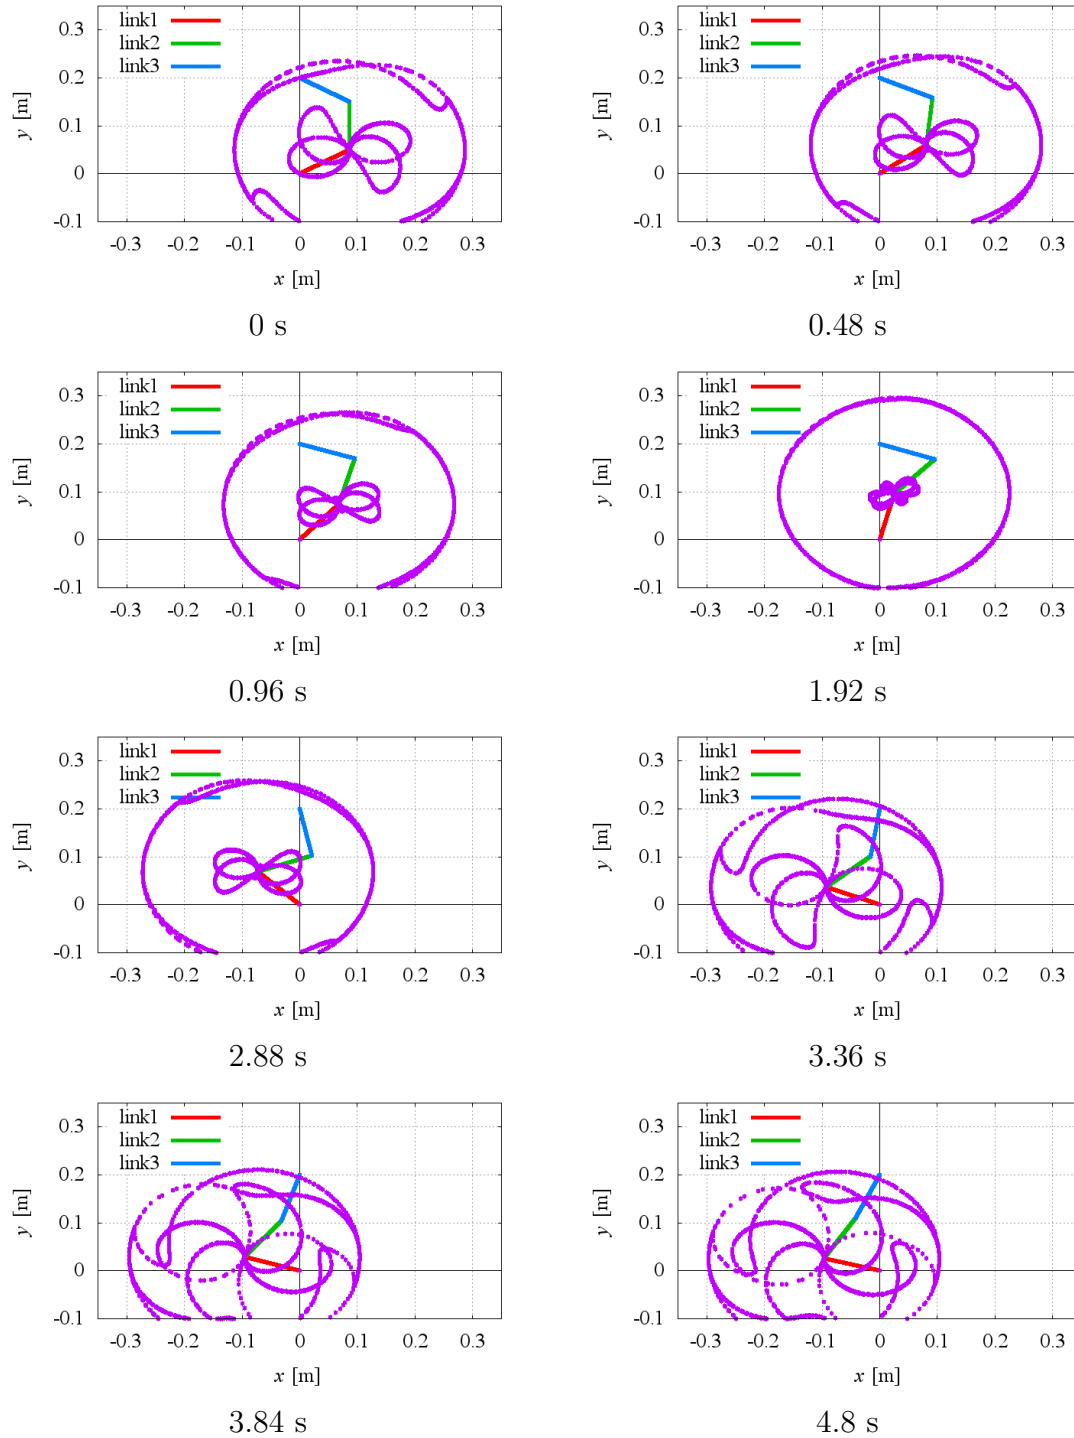 0.3
0.2
0.1
0
-0.1
y [m]
link1
link2
link3
-0.3 -0.2 -0.1 0 0.1 0.2 0.3
x [m]
0 s
0.3
0.2
0.1
0
-0.1
y [m]
link1
link2
link3
-0.3 -0.2 -0.1 0 0.1 0.2 0.3
x [m]
0.48 s
0.3
0.2
0.1
0
-0.1
y [m]
link1
link2
link3
-0.3 -0.2 -0.1 0 0.1 0.2 0.3
x [m]
0.96 s
0.3
0.2
0.1
0
-0.1
y [m]
link1
link2
link3
-0.3 -0.2 -0.1 0 0.1 0.2 0.3
x [m]
1.92 s
0.3
0.2
0.1
0
-0.1
y [m]
link1
link2
link3
-0.3 -0.2 -0.1 0 0.1 0.2 0.3
x [m]
2.88 s
0.3
0.2
0.1
0
-0.1
y [m]
link1
link2
link3
-0.3 -0.2 -0.1 0 0.1 0.2 0.3
x [m]
3.36 s
0.3
0.2
0.1
0
-0.1
y [m]
link1
link2
link3
-0.3 -0.2 -0.1 0 0.1 0.2 0.3
x [m]
3.84 s
0.3
0.2
0.1
0
-0.1
y [m]
link1
link2
link3
-0.3 -0.2 -0.1 0 0.1 0.2 0.3
x [m]
4.8 s